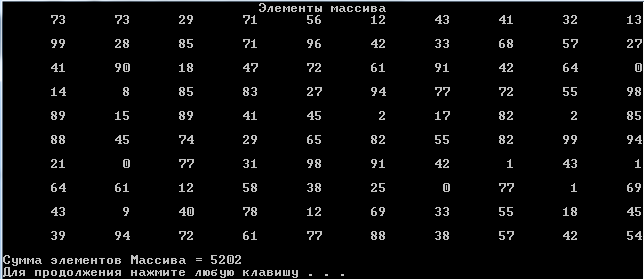 Элементы массива
73 73 29 71 56 12 43 41 32 13
99 28 85 71 96 42 33 68 57 27
41 90 18 47 72 61 91 42 64 0
14 8 85 83 27 94 77 72 55 98
89 15 89 41 45 2 17 82 2 85
88 45 74 29 65 82 55 82 99 94
21 0 77 31 98 91 42 1 43 1
64 61 12 58 38 25 0 77 1 69
43 9 40 78 12 69 33 55 18 45
39 94 72 61 77 88 38 57 42 54
Сумма элементов Массива = 5202
Для продолжения нажмите любую клавишу . . .